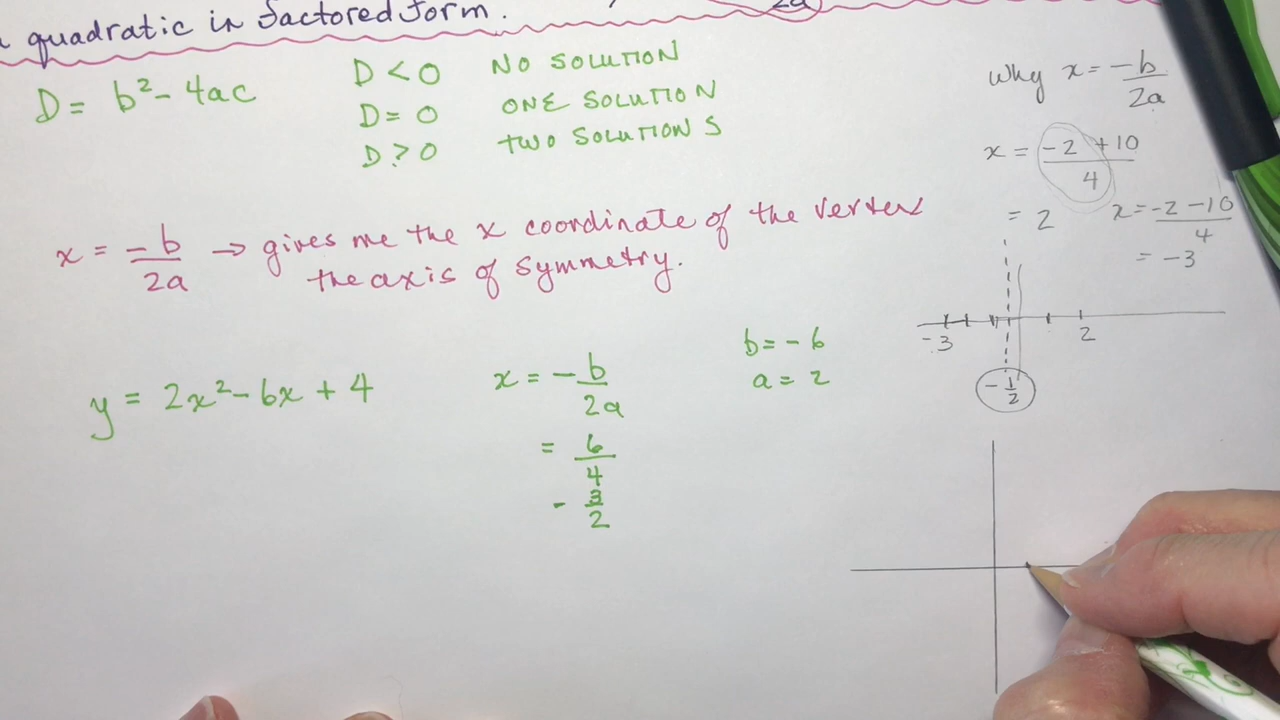 quadratic in factored form.
2a
D = b² - 4ac
D < 0 NO SOLUTION
D = 0 ONE SOLUTION
D > 0 TWO SOLUTIONS
x = -b/2a → gives me the x coordinate of the vertex
the axis of symmetry.
y = 2x² - 6x + 4
x = -b/2a
= 6/4
- 3/2
b = -6
a = 2
Why x = -b/2a
x = -2 +10/4
= 2
x = -2 -10/4
= -3
-3 2
-1/2